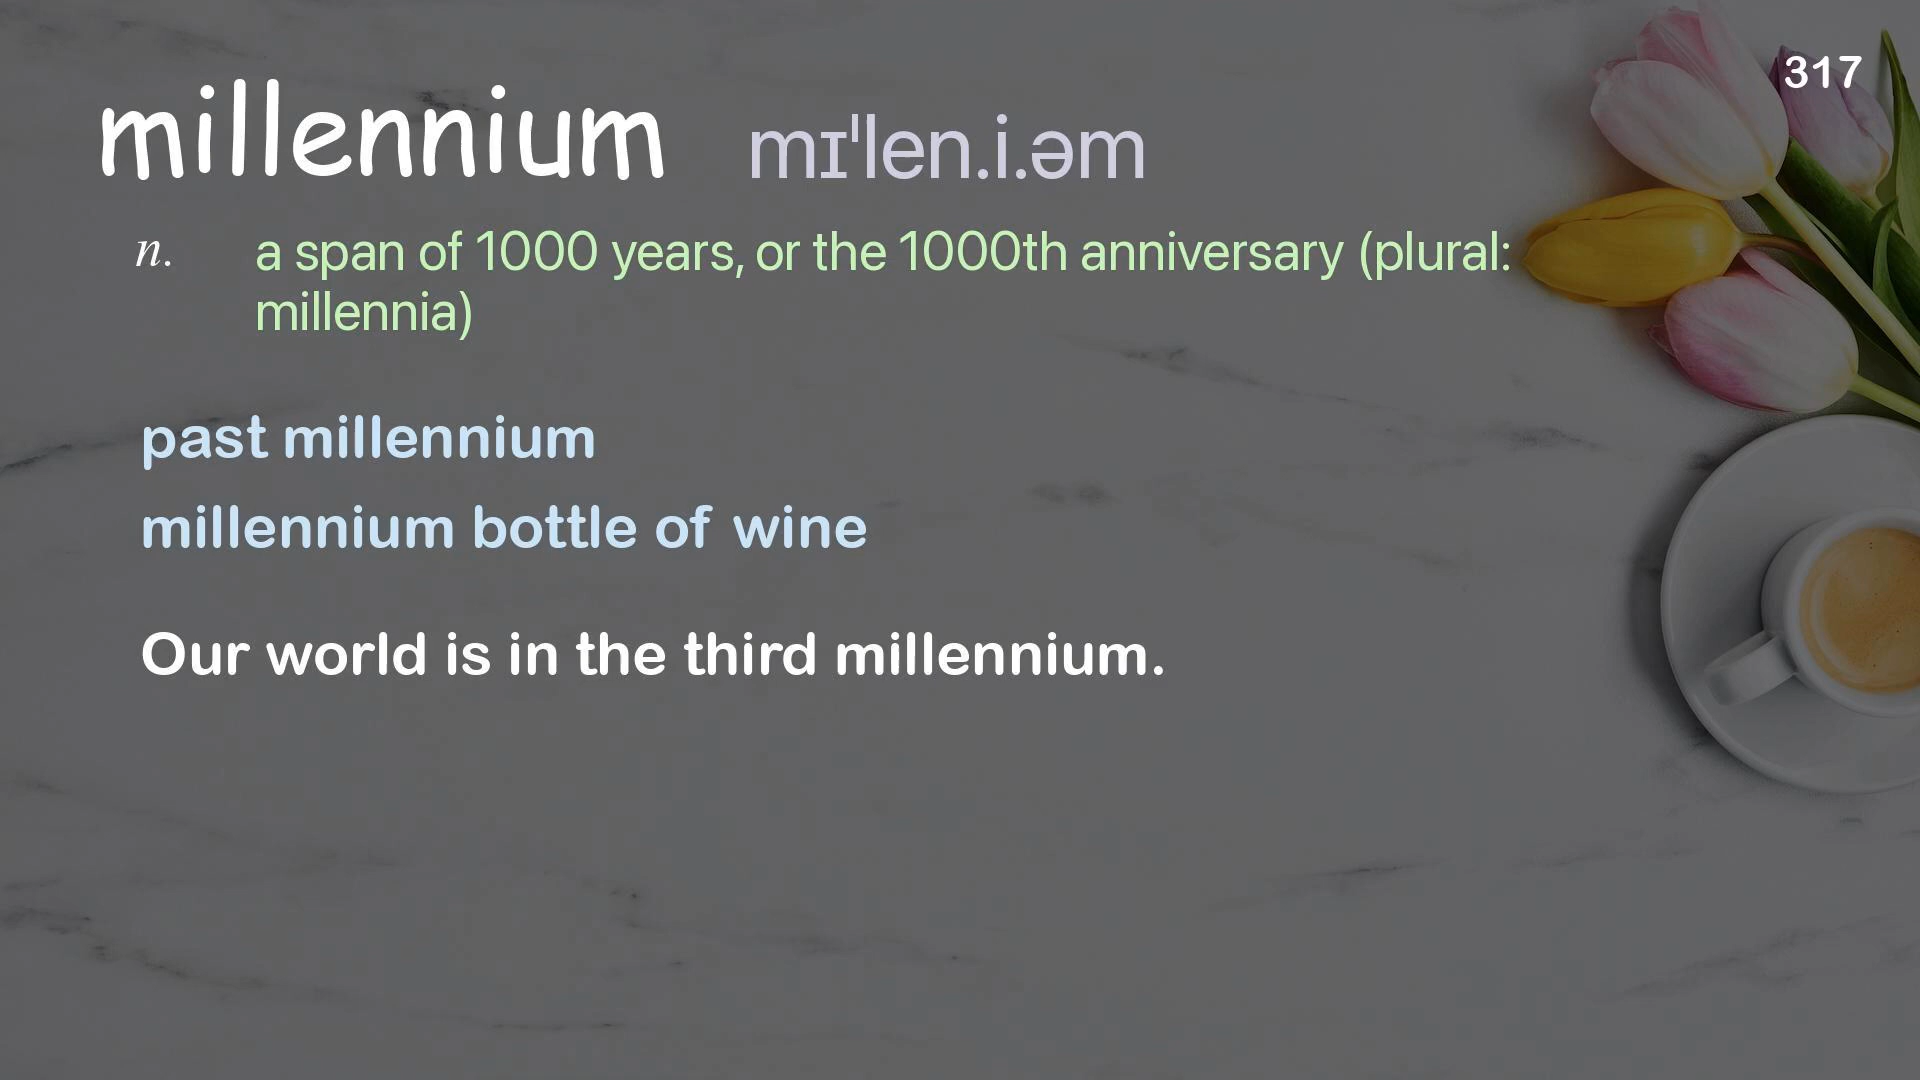 317
millennium mɪˈlen.i.əm
n. a span of 1000 years, or the 1000th anniversary (plural:
millennia)
past millennium
millennium bottle of wine
Our world is in the third millennium.